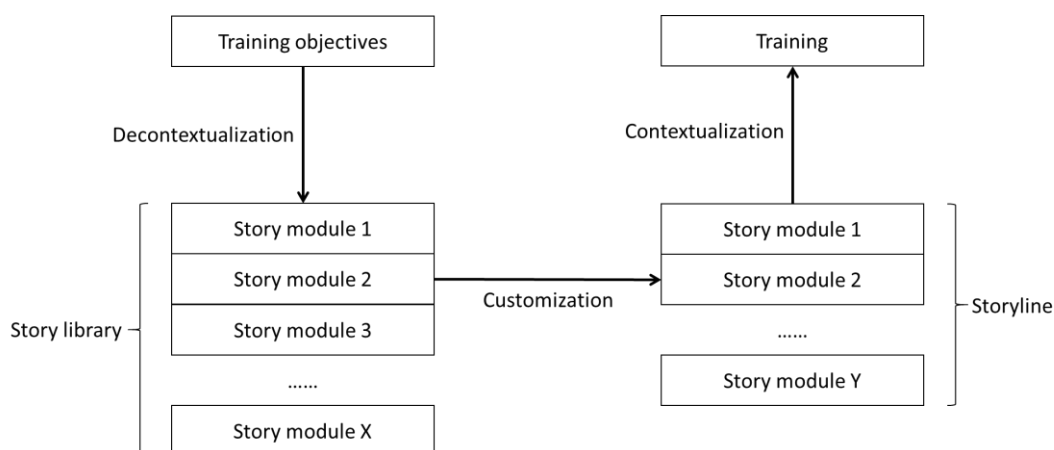 Training objectives
Training
Decontextualization
Contextualization
Story module 1
Story module 1
Story module 2
Story module 2
Customization
Story library
Story module 3
......
Storyline
......
Story module Y
Story module X